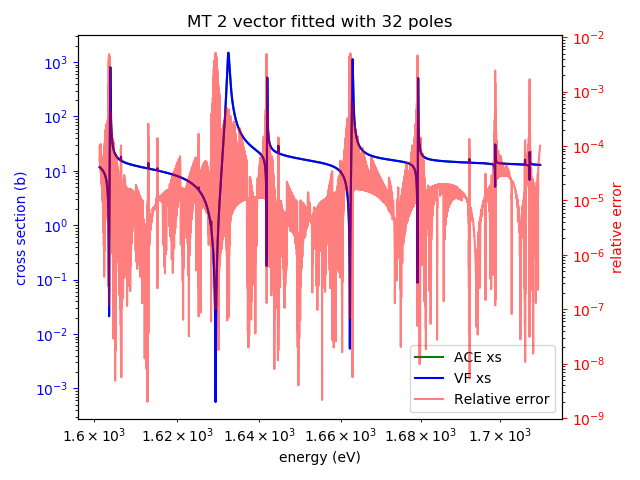 MT 2 vector fitted with 32 poles
10³
10²
10¹
10⁰
10⁻¹
10⁻²
10⁻³
cross section (b)
10⁻²
10⁻³
10⁻⁴
10⁻⁵
10⁻⁶
10⁻⁷
10⁻⁸
10⁻⁹
relative error
ACE xs
VF xs
Relative error
1.6 × 10³ 1.62 × 10³ 1.64 × 10³ 1.66 × 10³ 1.68 × 10³ 1.7 × 10³
energy (eV)